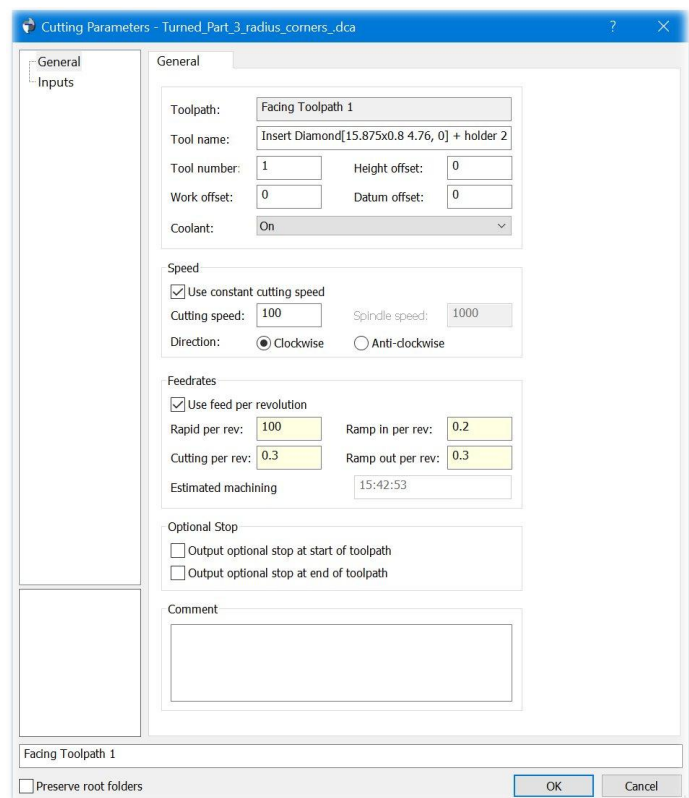 Cutting Parameters - Turned_Part_3_radius_corners_.dca ? ×
General
Inputs
General
Toolpath: Facing Toolpath 1
Tool name: Insert Diamond[15.875x0.8 4.76, 0] + holder 2
Tool number: 1 Height offset: 0
Work offset: 0 Datum offset: 0
Coolant: On
Speed
Use constant cutting speed
Cutting speed: 100 Spindle speed: 1000
Direction: Clockwise Anti-clockwise
Feedrates
Use feed per revolution
Rapid per rev: 100 Ramp in per rev: 0.2
Cutting per rev: 0.3 Ramp out per rev: 0.3
Estimated machining 15:42:53
Optional Stop
Output optional stop at start of toolpath
Output optional stop at end of toolpath
Comment
Facing Toolpath 1
Preserve root folders OK Cancel